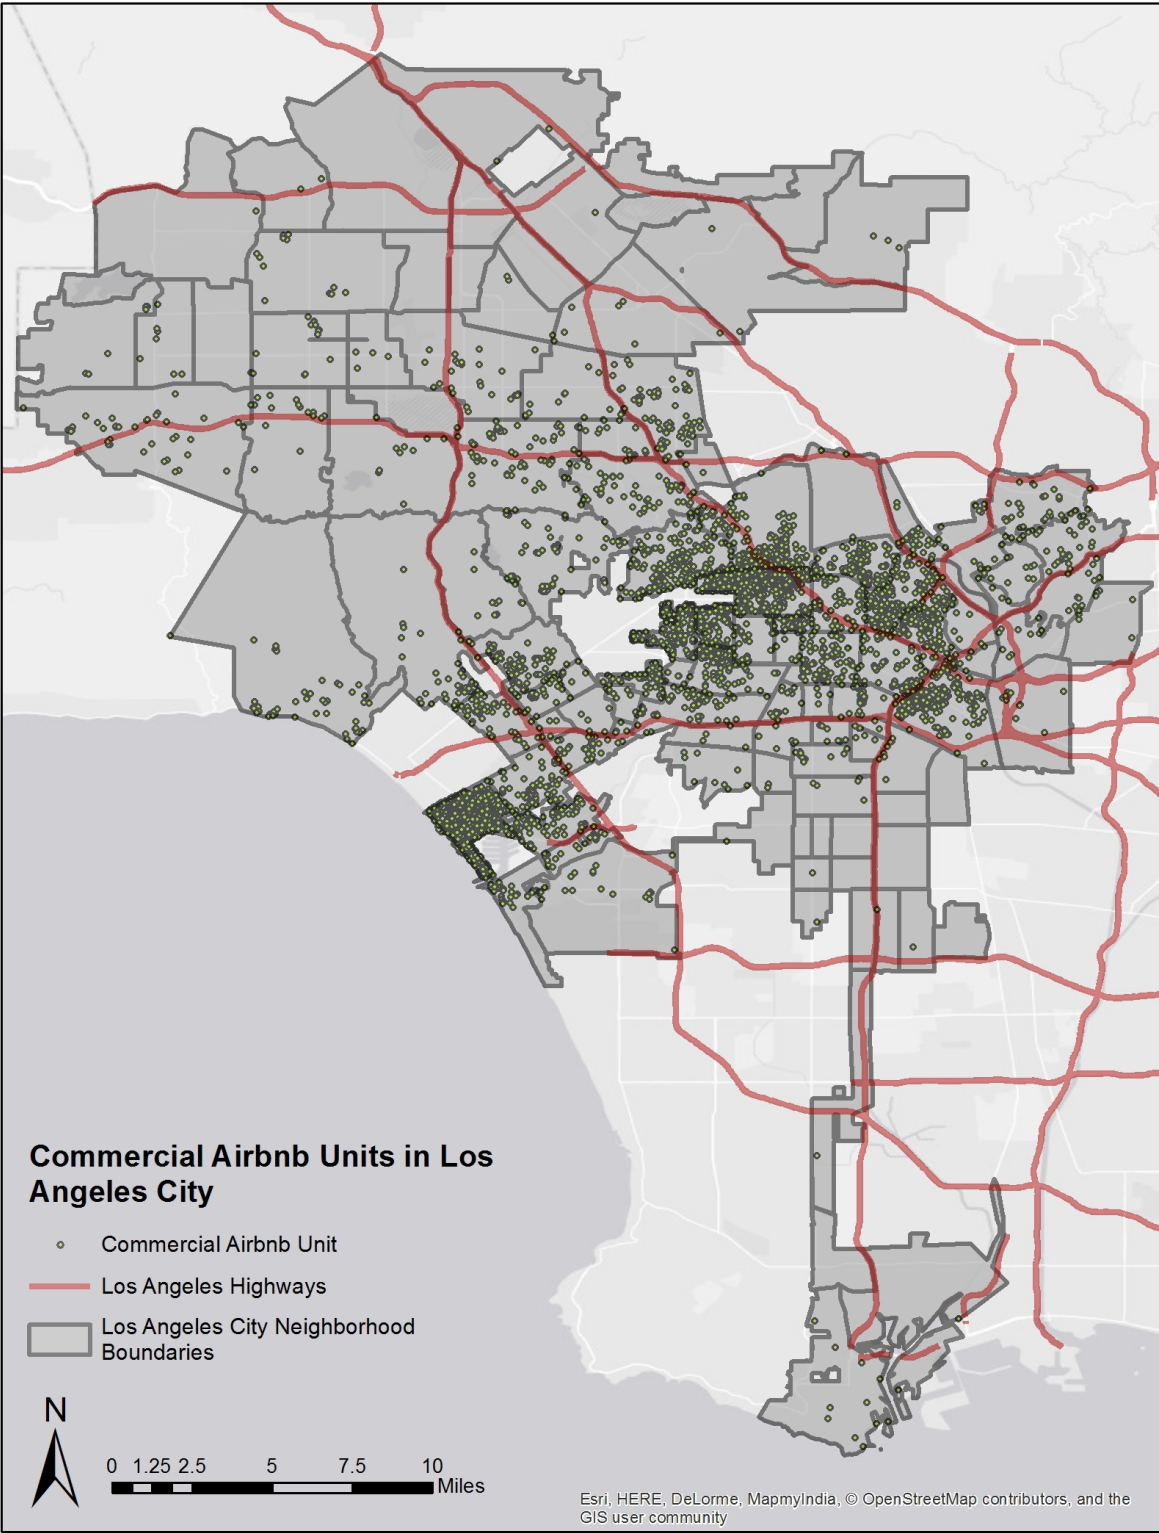 Commercial Airbnb Units in Los
Angeles City
Commercial Airbnb Unit
Los Angeles Highways
Los Angeles City Neighborhood
Boundaries
N
0 1.25 2.5 5 7.5 10
Miles
Esri, HERE, DeLorme, MapmyIndia, © OpenStreetMap contributors, and the
GIS user community